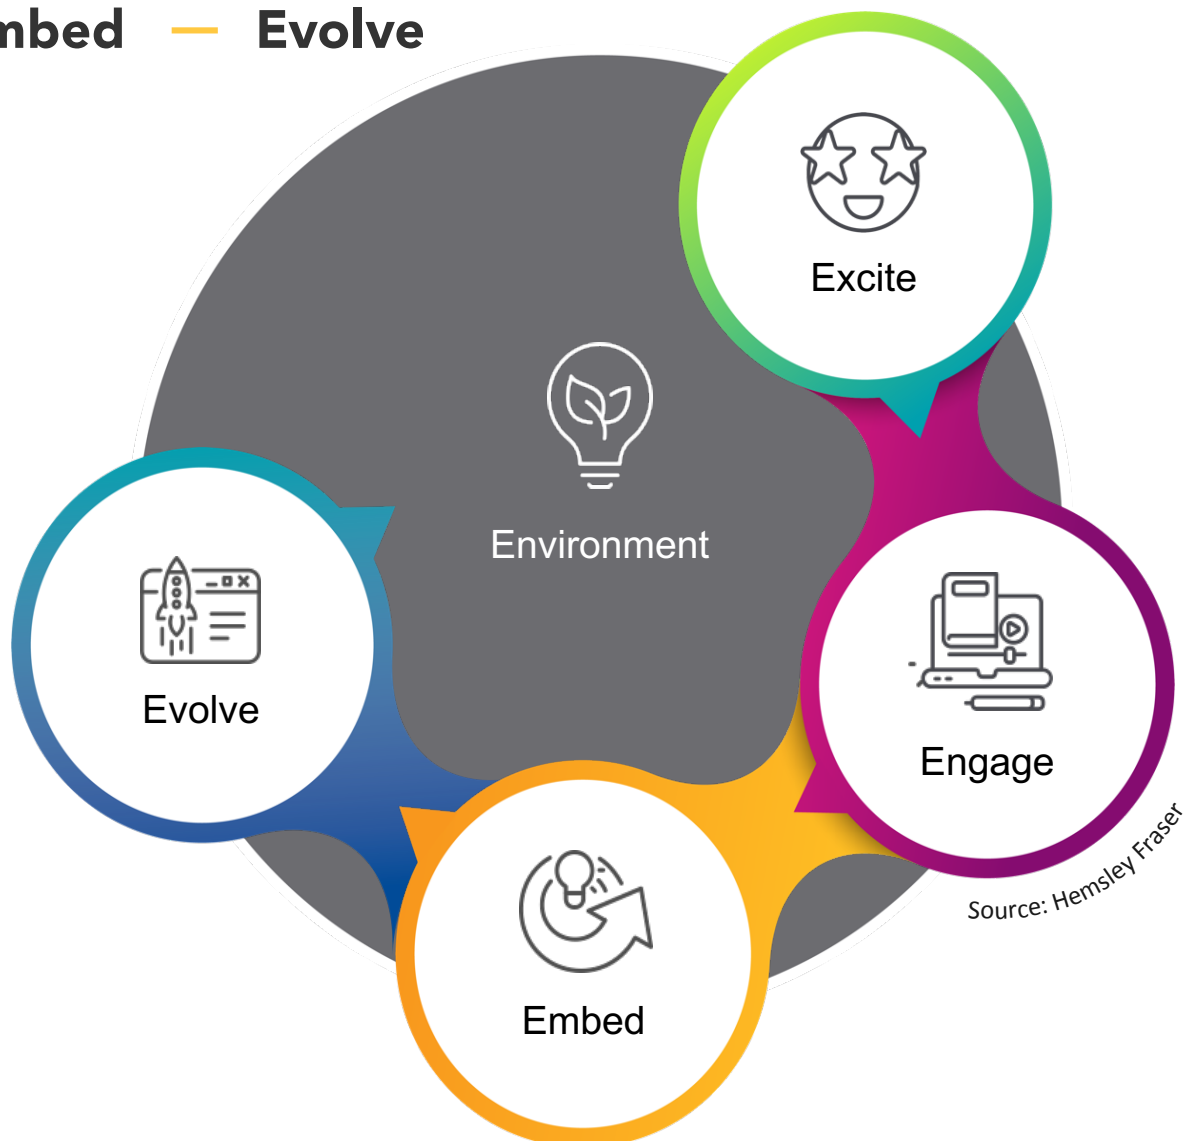 mbed — Evolve
Excite
Environment
Engage
Evolve
Embed
Source: Hemsley Fraser